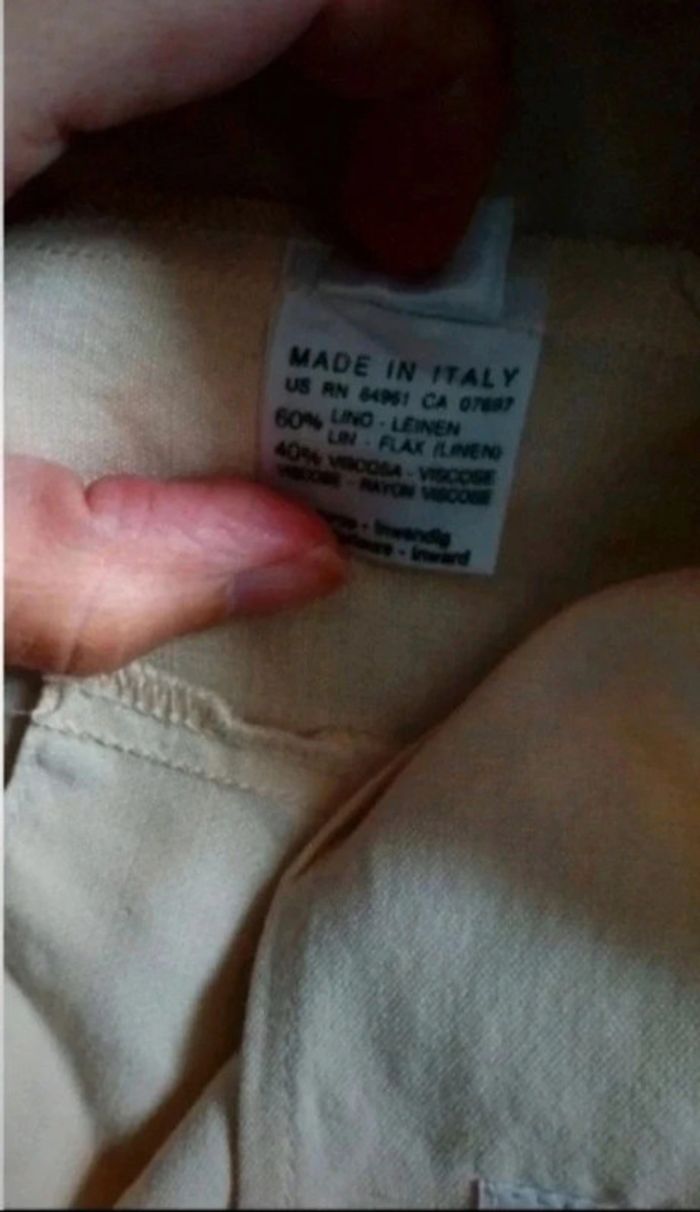 MADE IN ITALY
US RN 64961 CA 07697
60% LINO - LEINEN
LIN - FLAX (LINEN)
40% VISCOSA - VISCOSE
VISCOSE - RAYON VISCOSE
- Inwendig
- Inward